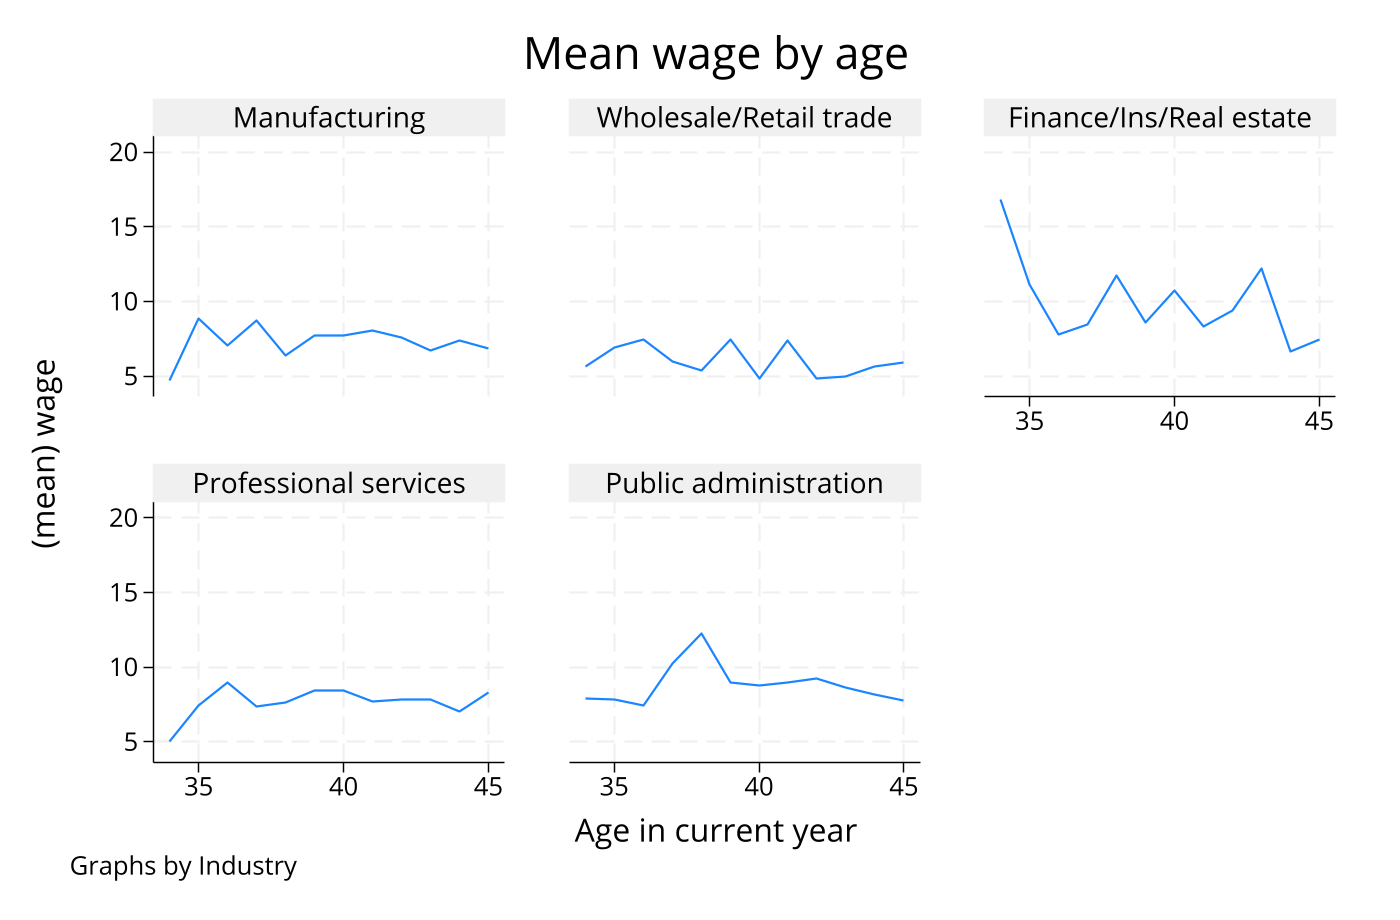 Mean wage by age
Manufacturing
Wholesale/Retail trade
Finance/Ins/Real estate
20
15
10
5
35 40 45
(mean) wage
Professional services
Public administration
20
15
10
5
35 40 45
35 40 45
Age in current year
Graphs by Industry